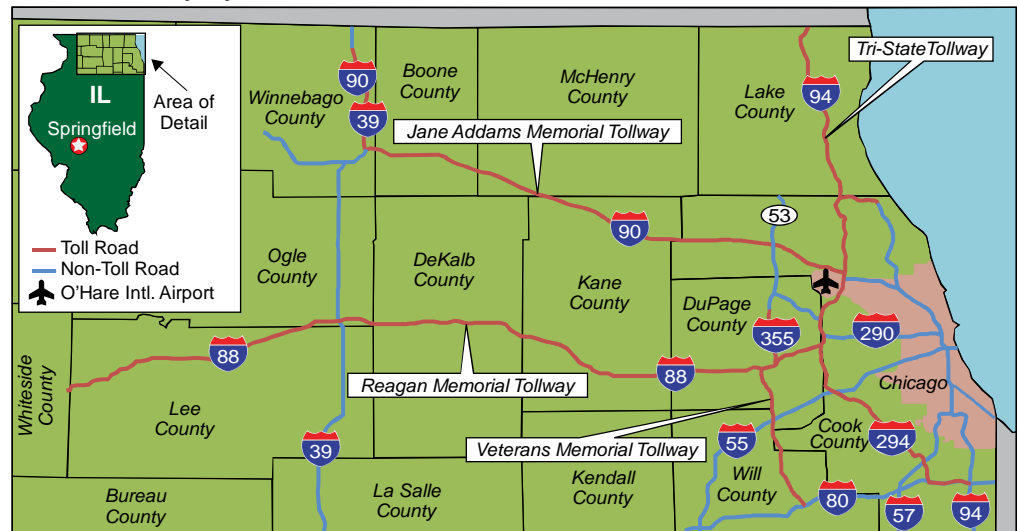 IL
Springfield
Area of
Detail
Toll Road
Non-Toll Road
O'Hare Intl. Airport
90
39
Winnebago
County
Boone
County
McHenry
County
Lake
County
94
Tri-StateTollway
Jane Addams Memorial Tollway
90
53
Ogle
County
DeKalb
County
Kane
County
DuPage
County
355
290
88
Reagan Memorial Tollway
88
Chicago
Whiteside
County
Lee
County
39
Veterans Memorial Tollway
55
Cook
County
294
Bureau
County
La Salle
County
Kendall
County
Will
County
80
57
94